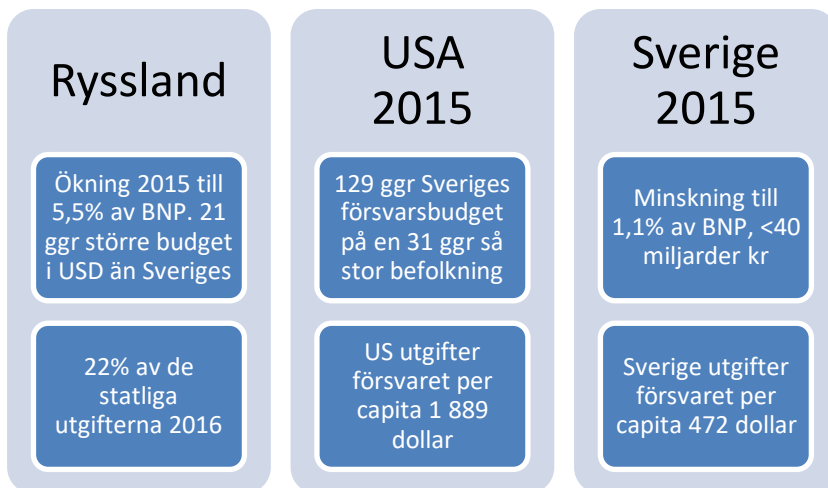 Ryssland
Ökning 2015 till
5,5% av BNP. 21
ggr större budget
i USD än Sveriges
22% av de
statliga
utgifterna 2016
USA
2015
129 ggr Sveriges
försvarsbudget
på en 31 ggr så
stor befolkning
US utgifter
försvaret per
capita 1 889
dollar
Sverige
2015
Minskning till
1,1% av BNP, <40
miljarder kr
Sverige utgifter
försvaret per
capita 472 dollar